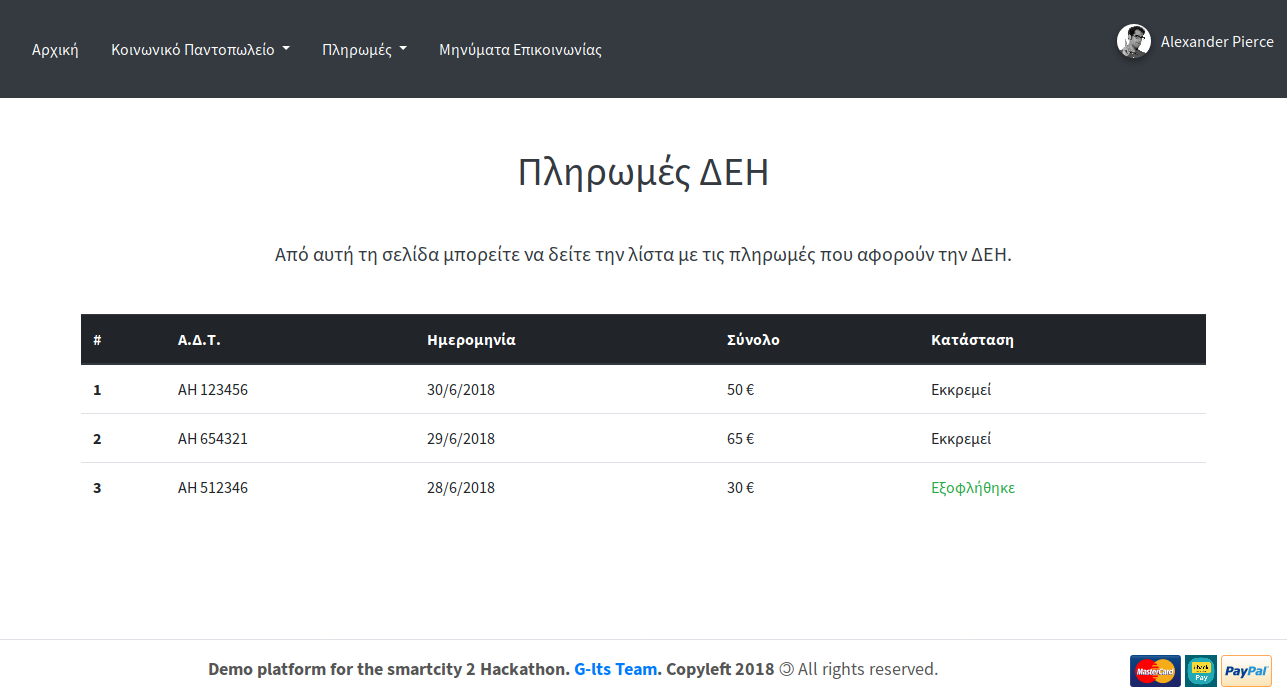 Αρχική Κοινωνικό Παντοπωλείο Πληρωμές Μηνύματα Επικοινωνίας Alexander Pierce
Πληρωμές ΔΕΗ
Από αυτή τη σελίδα μπορείτε να δείτε την λίστα με τις πληρωμές που αφορούν την ΔΕΗ.
# Α.Δ.Τ. Ημερομηνία Σύνολο Κατάσταση
1 ΑΗ 123456 30/6/2018 50 € Εκκρεμεί
2 ΑΗ 654321 29/6/2018 65 € Εκκρεμεί
3 ΑΗ 512346 28/6/2018 30 € Εξοφλήθηκε
Demo platform for the smartcity 2 Hackathon. G-lts Team. Copyleft 2018 🄯 All rights reserved. MasterCard check Pay PayPal